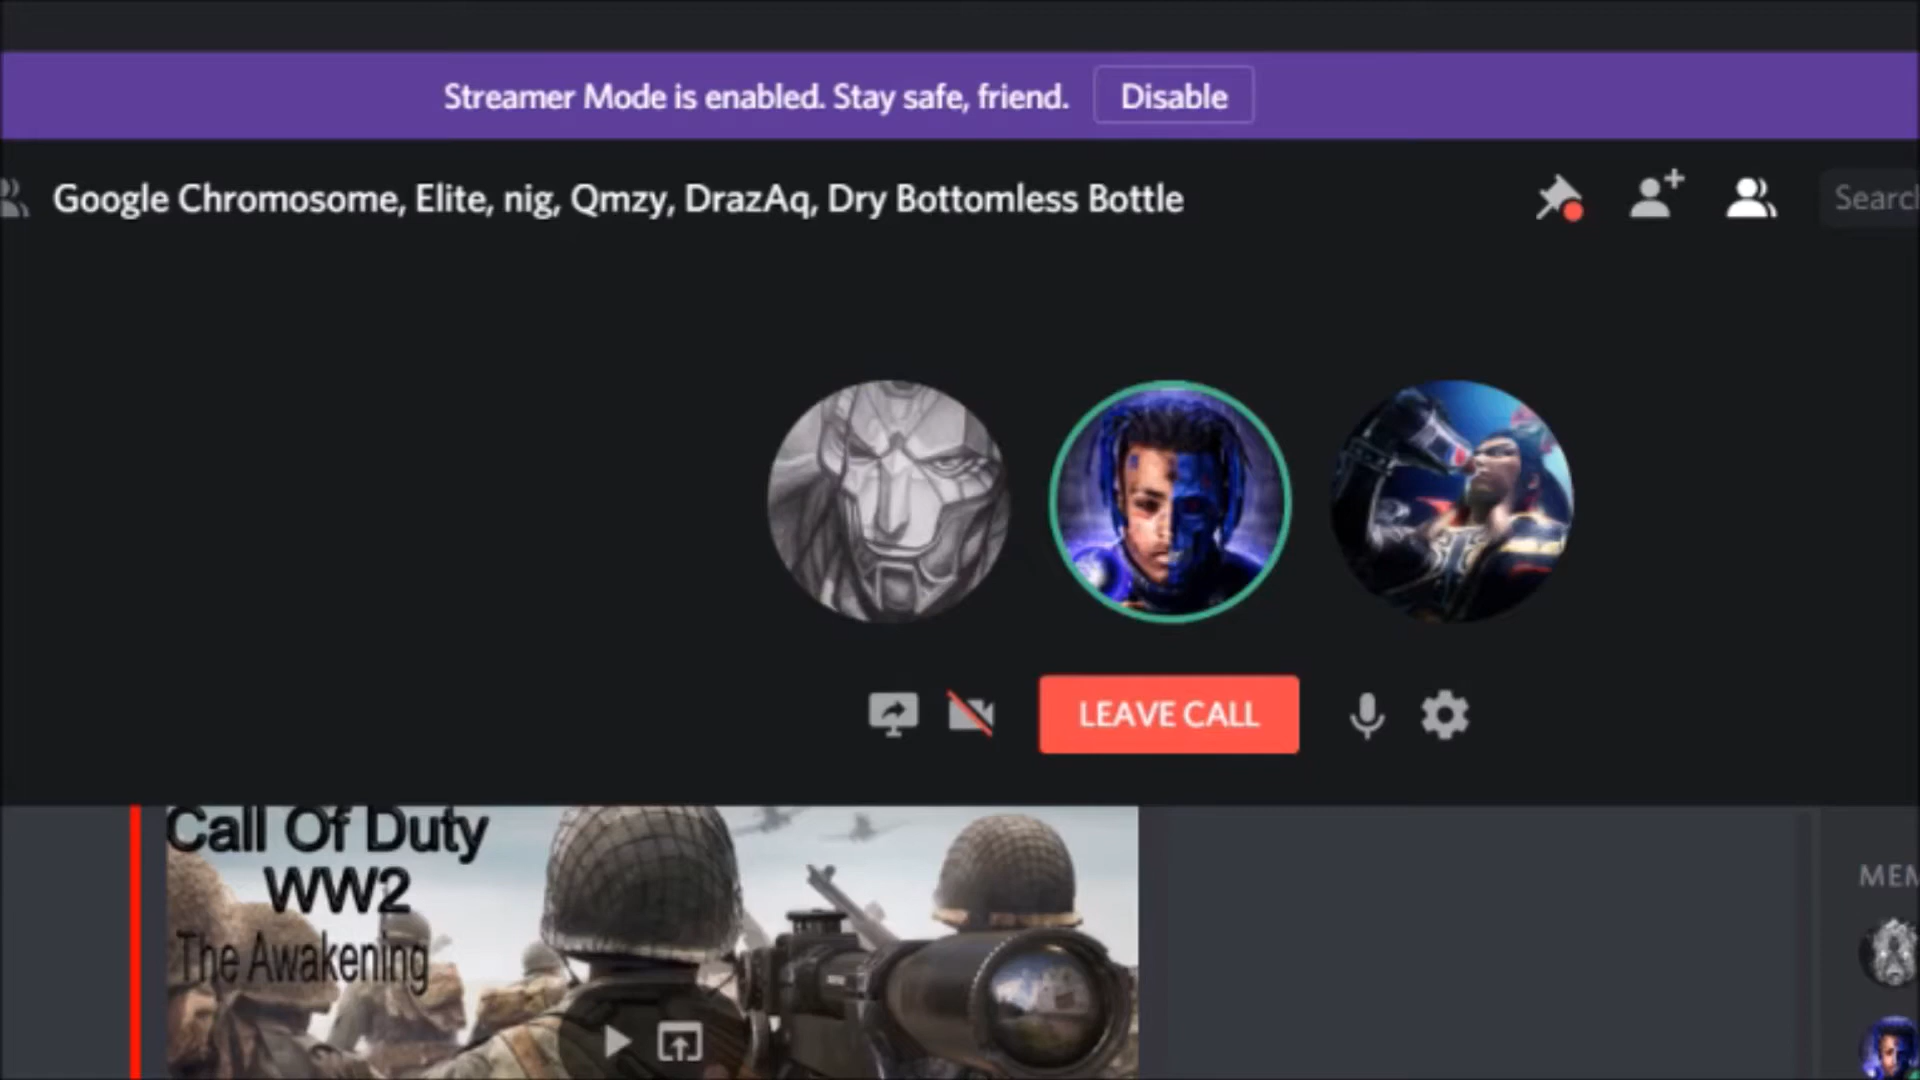 Streamer Mode is enabled. Stay safe, friend. Disable
Google Chromosome, Elite, nig, Qmzy, DrazAq, Dry Bottomless Bottle
Search
LEAVE CALL
Call Of Duty
WW2
The Awakening
MEM